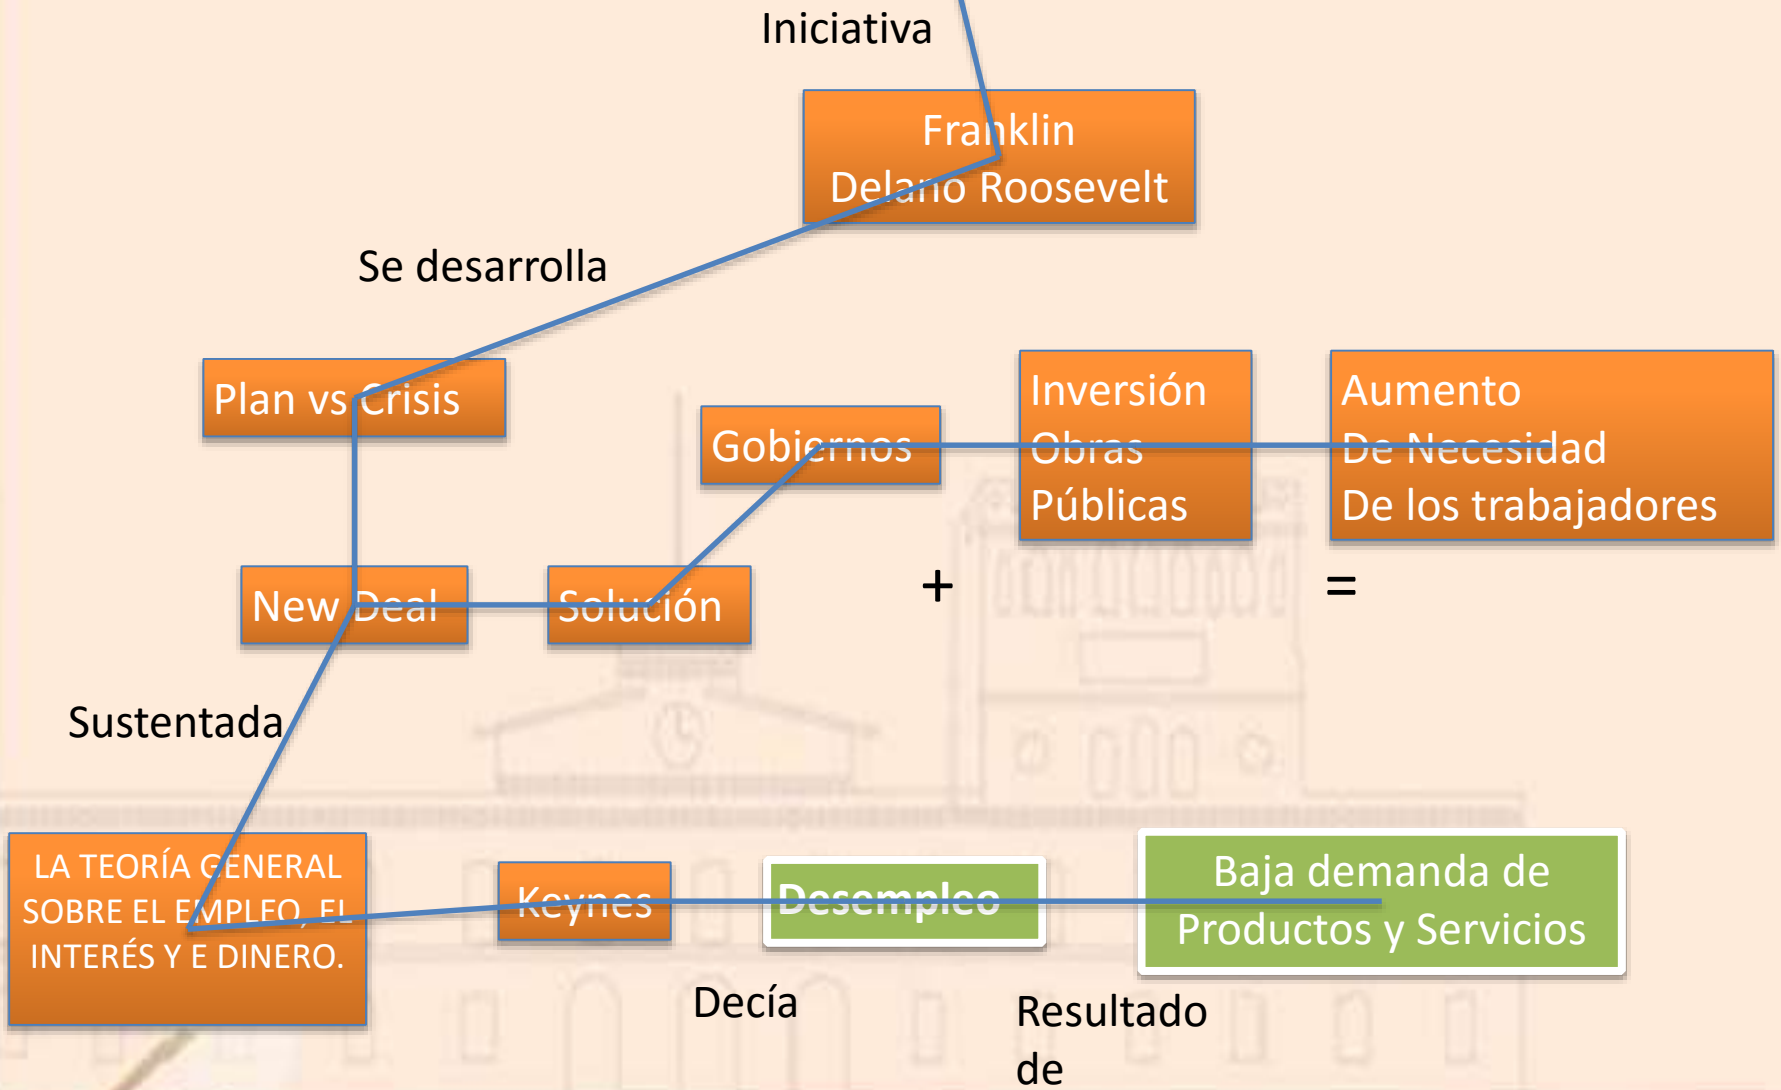 Iniciativa
Franklin
Delano Roosevelt
Se desarrolla
Plan vs Crisis
Gobiernos
Inversión
Obras
Públicas
Aumento
De Necesidad
De los trabajadores
New Deal
Solución
+
=
Sustentada
LA TEORÍA GENERAL
SOBRE EL EMPLEO, EL
INTERÉS Y E DINERO.
Keynes
Desempleo
Baja demanda de
Productos y Servicios
Decía
Resultado
de